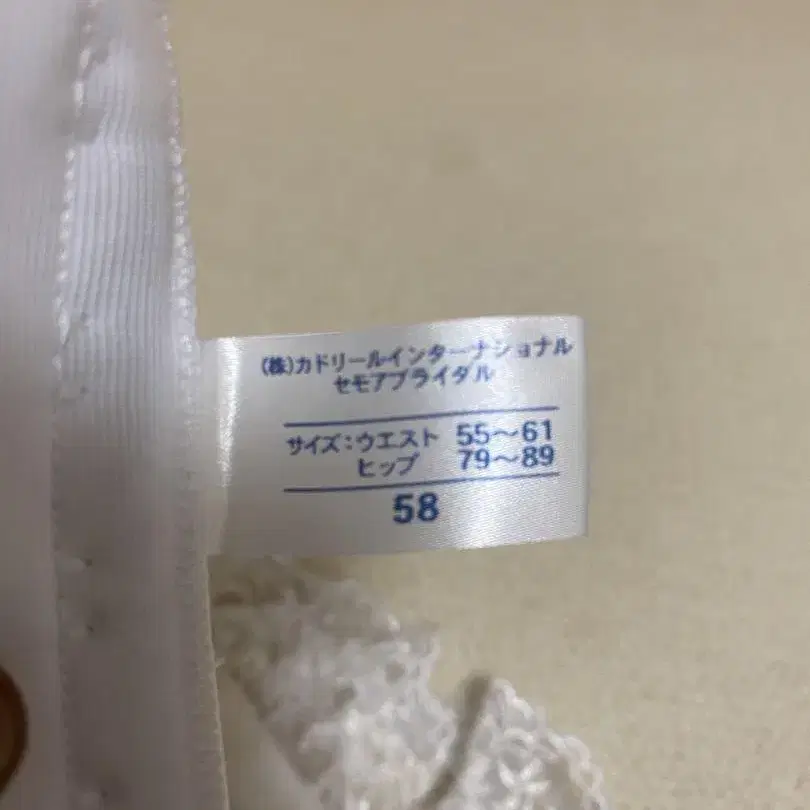 (株)カドリールインターナショナル
セモアブライダル
サイズ:ウエスト 55〜61
ヒップ 79〜89
58